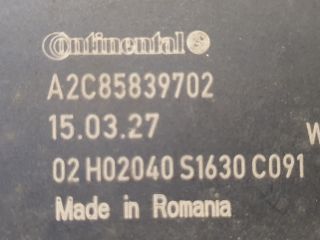 Continental
A2C85839702
15.03.27
W
02 H02040 S1630 C091
Made in Romania